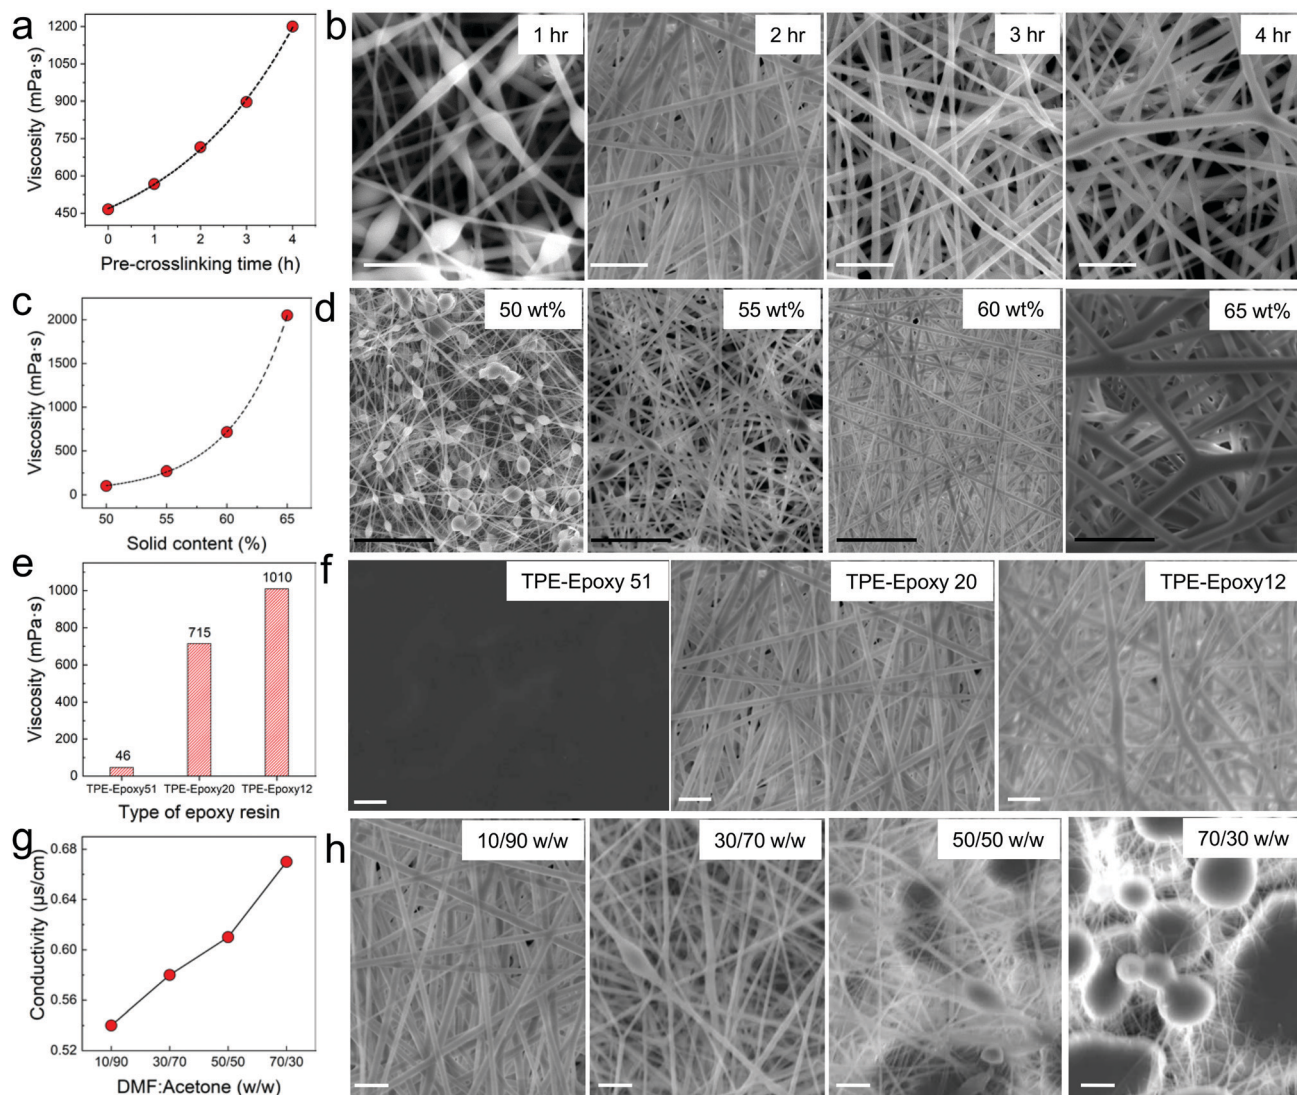 a
Viscosity (mPa·s)
1200
1050
900
750
600
450
0 1 2 3 4
Pre-crosslinking time (h)
b
1 hr
2 hr
3 hr
4 hr
c
Viscosity (mPa·s)
2000
1500
1000
500
0
50 55 60 65
Solid content (%)
d
50 wt%
55 wt%
60 wt%
65 wt%
e
Viscosity (mPa·s)
1000
800
600
400
200
0
46
715
1010
TPE-Epoxy51 TPE-Epoxy20 TPE-Epoxy12
Type of epoxy resin
f
TPE-Epoxy 51
TPE-Epoxy 20
TPE-Epoxy12
g
Conductivity (μs/cm)
0.68
0.64
0.60
0.56
0.52
10/90 30/70 50/50 70/30
DMF:Acetone (w/w)
h
10/90 w/w
30/70 w/w
50/50 w/w
70/30 w/w